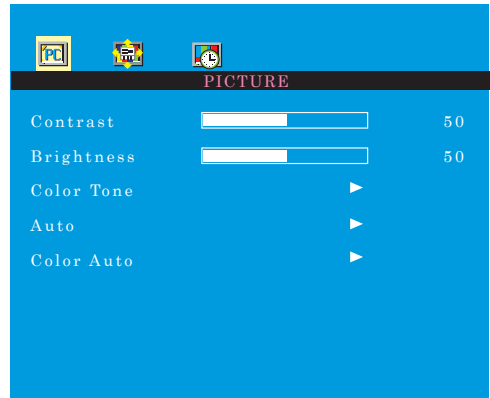 PC
PICTURE
Contrast 50
Brightness 50
Color Tone
Auto
Color Auto